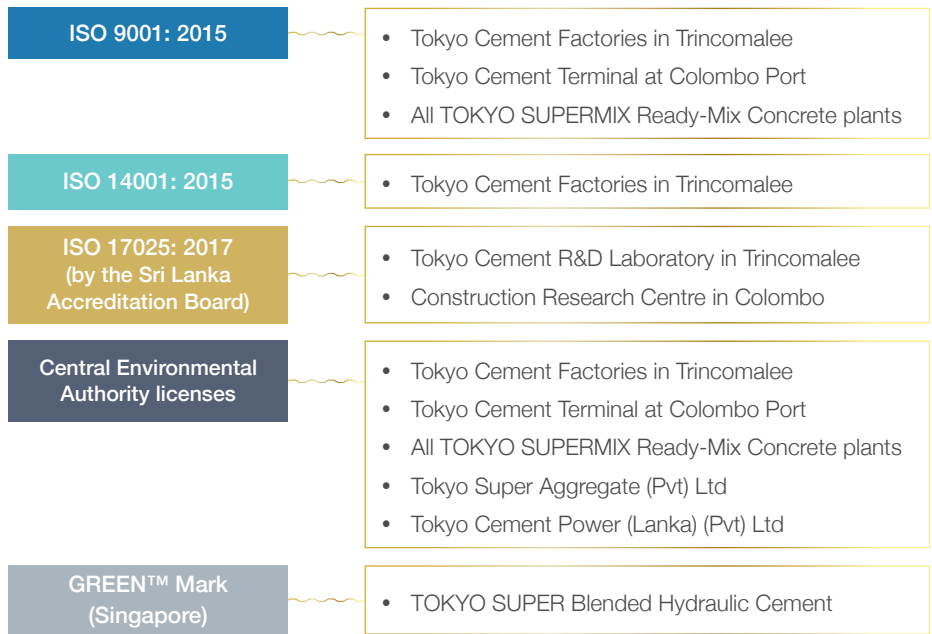 ISO 9001: 2015
• Tokyo Cement Factories in Trincomalee
• Tokyo Cement Terminal at Colombo Port
• All TOKYO SUPERMIX Ready-Mix Concrete plants
ISO 14001: 2015
• Tokyo Cement Factories in Trincomalee
ISO 17025: 2017
(by the Sri Lanka
Accreditation Board)
• Tokyo Cement R&D Laboratory in Trincomalee
• Construction Research Centre in Colombo
Central Environmental
Authority licenses
• Tokyo Cement Factories in Trincomalee
• Tokyo Cement Terminal at Colombo Port
• All TOKYO SUPERMIX Ready-Mix Concrete plants
• Tokyo Super Aggregate (Pvt) Ltd
• Tokyo Cement Power (Lanka) (Pvt) Ltd
GREEN™ Mark
(Singapore)
• TOKYO SUPER Blended Hydraulic Cement